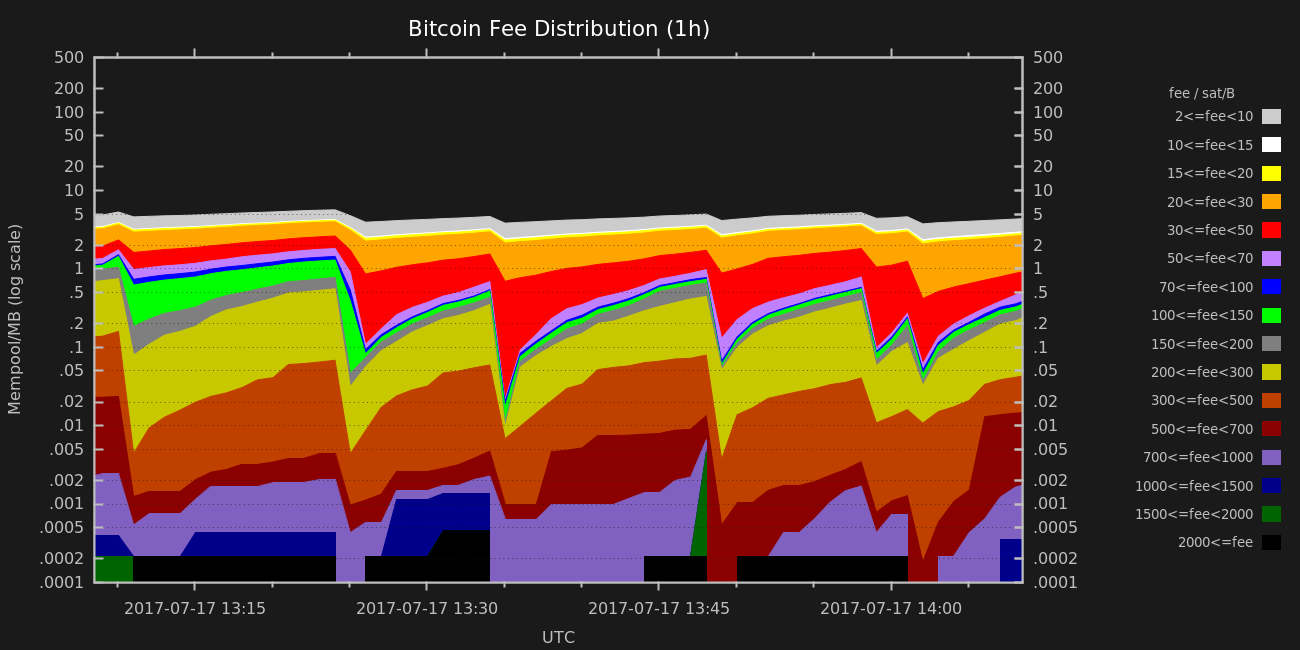 Bitcoin Fee Distribution (1h)
Mempool/MB (log scale)
500
200
100
50
20
10
5
2
1
.5
.2
.1
.05
.02
.01
.005
.002
.001
.0005
.0002
.0001
500
200
100
50
20
10
5
2
1
.5
.2
.1
.05
.02
.01
.005
.002
.001
.0005
.0002
.0001
2017-07-17 13:15 2017-07-17 13:30 2017-07-17 13:45 2017-07-17 14:00
UTC
fee / sat/B
2<=fee<10
10<=fee<15
15<=fee<20
20<=fee<30
30<=fee<50
50<=fee<70
70<=fee<100
100<=fee<150
150<=fee<200
200<=fee<300
300<=fee<500
500<=fee<700
700<=fee<1000
1000<=fee<1500
1500<=fee<2000
2000<=fee